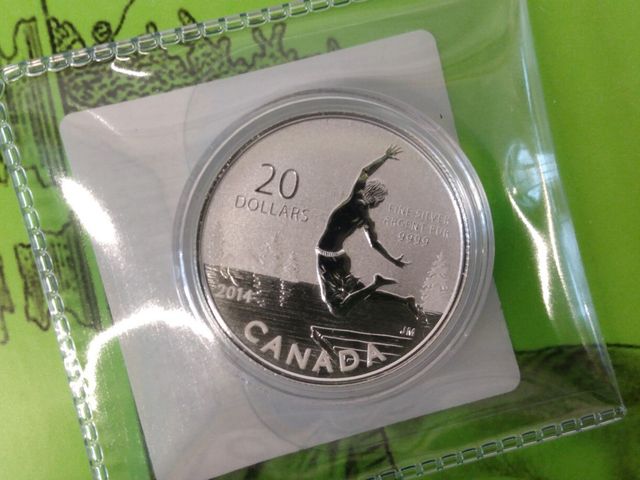 20
DOLLARS
FINE SILVER
ARGENT PUR
9999
2014
JM
CANADA